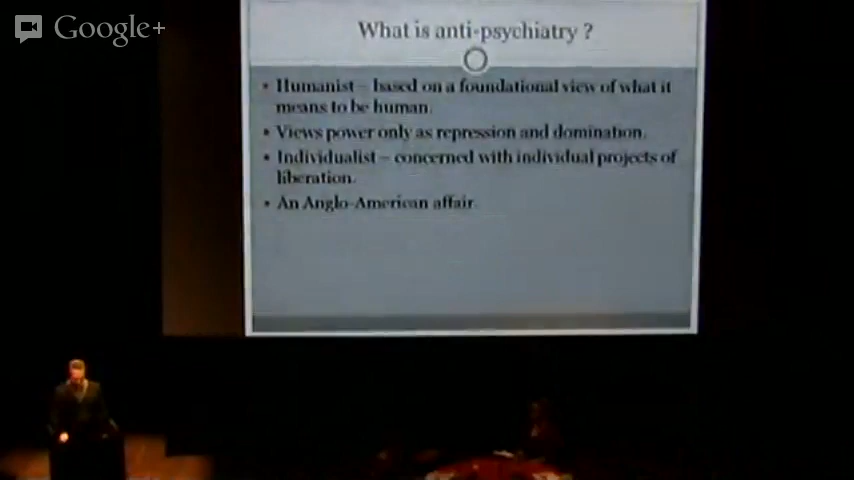 Google+
What is anti-psychiatry ?
• Humanist – based on a foundational view of what it
means to be human.
• Views power only as repression and domination.
• Individualist – concerned with individual projects of
liberation.
• An Anglo-American affair.